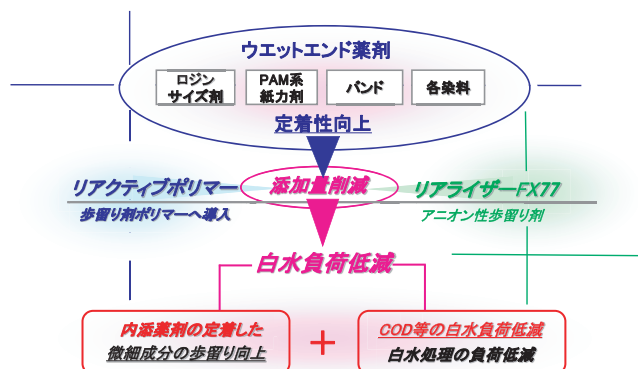 ウエットエンド薬剤
ロジン
サイズ剤
PAM系
紙力剤
バンド
各染料
定着性向上
リアクティブポリマー
添加量削減
リアライザーFX77
歩留り剤ポリマーへ導入
アニオン性歩留り剤
白水負荷低減
内添薬剤の定着した
微細成分の歩留り向上
+
COD等の白水負荷低減
白水処理の負荷低減